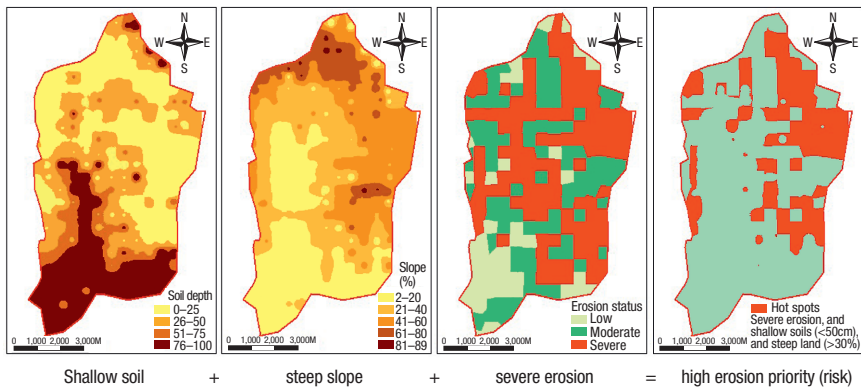 N
W E
S
Soil depth
0–25
26–50
51–75
76–100
0 1,000 2,000 3,000M
N
W E
S
Slope
(%)
2–20
21–40
41–60
61–80
81–89
0 1,000 2,000 3,000M
N
W E
S
Erosion status
Low
Moderate
Severe
0 1,000 2,000 3,000M
N
W E
S
Hot spots
Severe erosion, and
shallow soils (<50cm),
and steep land (>30%)
0 1,000 2,000 3,000M
Shallow soil + steep slope + severe erosion = high erosion priority (risk)